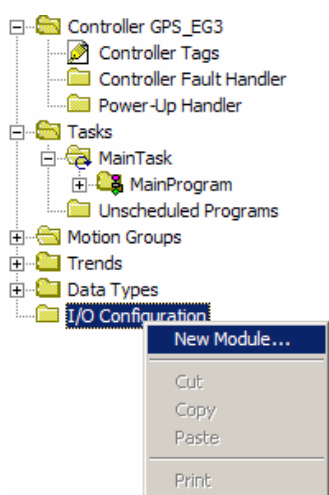 Controller GPS_EG3
Controller Tags
Controller Fault Handler
Power-Up Handler
Tasks
MainTask
MainProgram
Unscheduled Programs
Motion Groups
Trends
Data Types
I/O Configuration
New Module...
Cut
Copy
Paste
Print